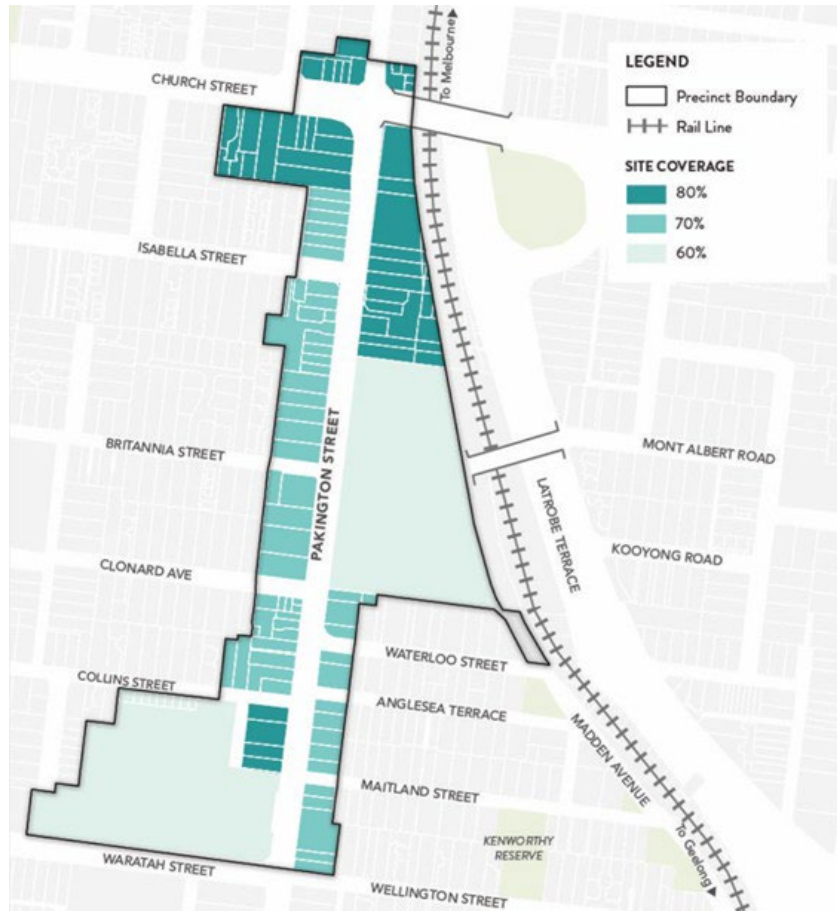 To Melbourne
CHURCH STREET
LEGEND
Precinct Boundary
Rail Line
SITE COVERAGE
80%
70%
60%
ISABELLA STREET
BRITANNIA STREET
PAKINGTON STREET
MONT ALBERT ROAD
LATROBE TERRACE
KOOYONG ROAD
CLONARD AVE
WATERLOO STREET
COLLINS STREET
ANGLESEA TERRACE
MADDEN AVENUE
MAITLAND STREET
KENWORTHY
RESERVE
To Geelong
WARATAH STREET
WELLINGTON STREET